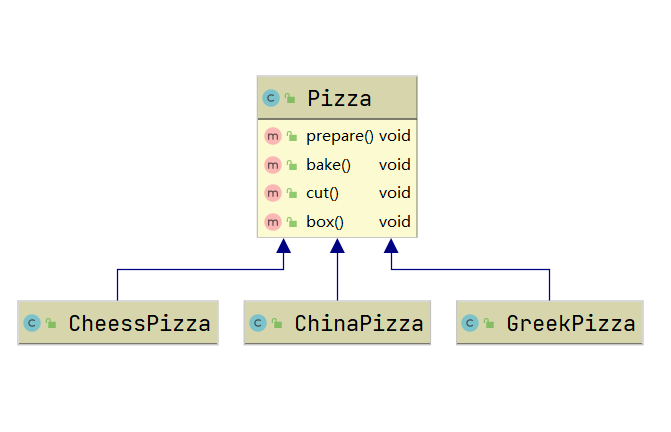 C Pizza
m prepare() void
m bake() void
m cut() void
m box() void
C CheessPizza
C ChinaPizza
C GreekPizza